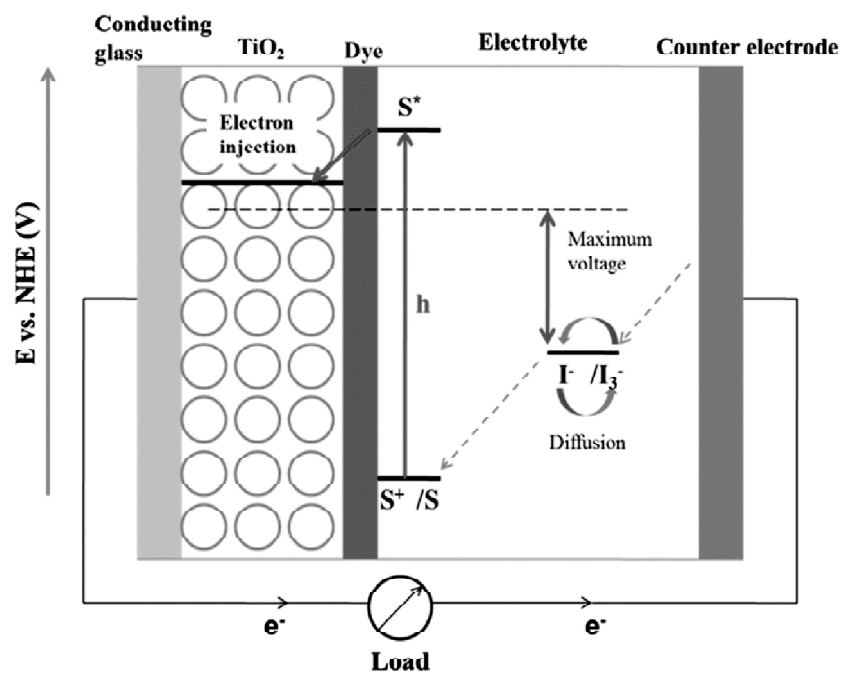 Conducting
glass
TiO₂
Dye
Electrolyte
Counter electrode
E vs. NHE (V)
Electron
injection
S*
Maximum
voltage
h
I⁻ /I₃⁻
Diffusion
S⁺ /S
e⁻
e⁻
Load